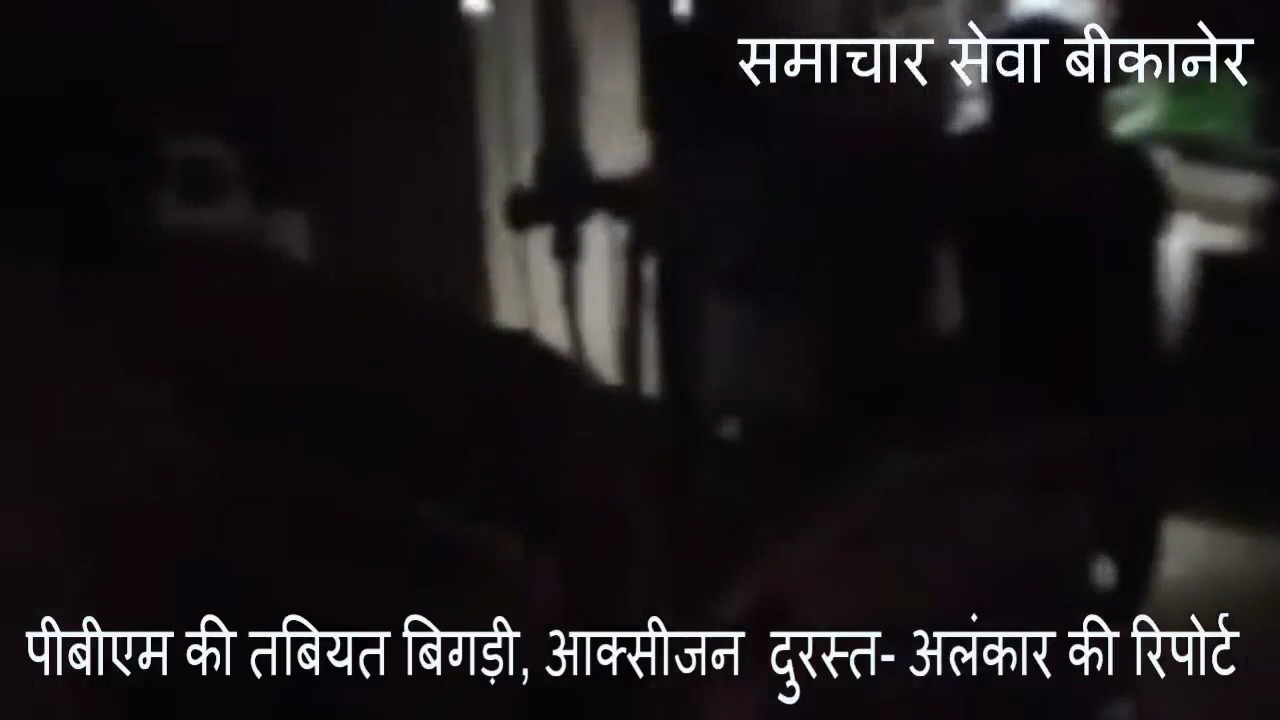 समाचार सेवा बीकानेर
पीबीएम की तबियत बिगड़ी, आक्सीजन दुरस्त- अलंकार की रिपोर्ट